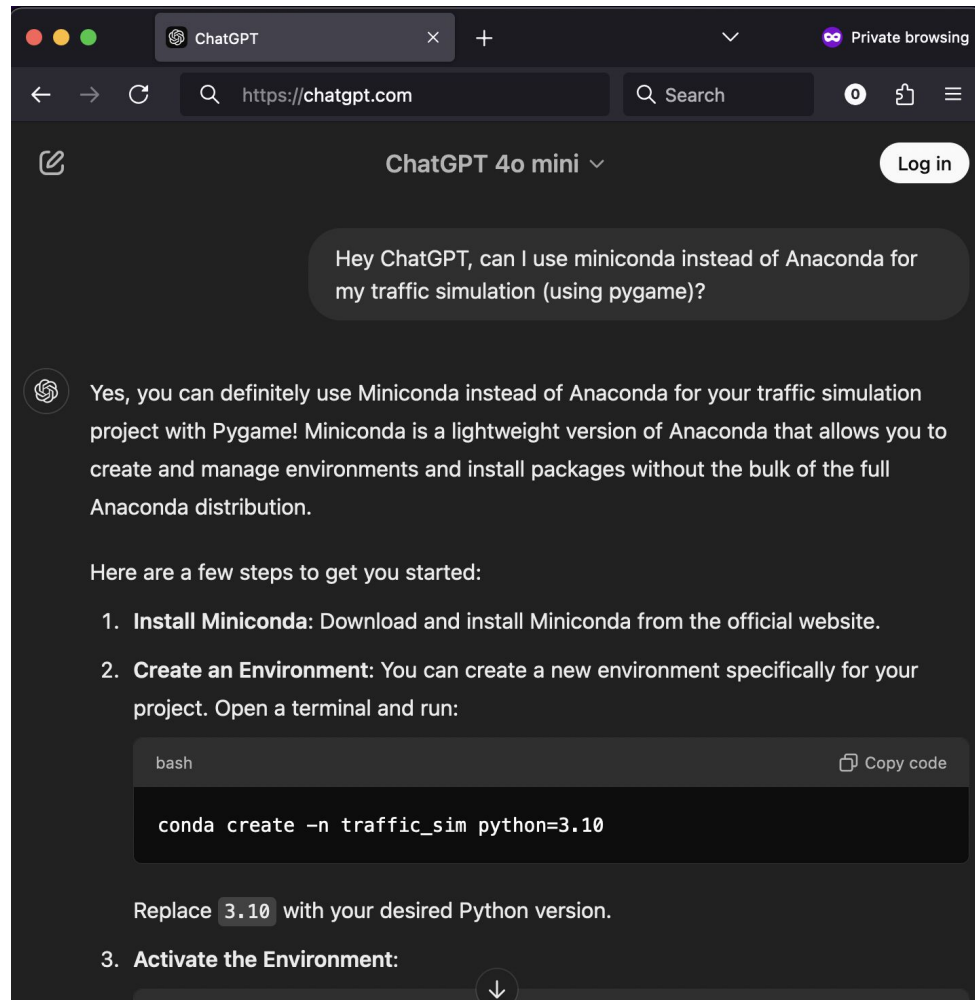 ChatGPT
Private browsing
https://chatgpt.com
Search
0
ChatGPT 4o mini
Log in
Hey ChatGPT, can I use miniconda instead of Anaconda for
my traffic simulation (using pygame)?
Yes, you can definitely use Miniconda instead of Anaconda for your traffic simulation
project with Pygame! Miniconda is a lightweight version of Anaconda that allows you to
create and manage environments and install packages without the bulk of the full
Anaconda distribution.
Here are a few steps to get you started:
1. Install Miniconda: Download and install Miniconda from the official website.
2. Create an Environment: You can create a new environment specifically for your
project. Open a terminal and run:
bash
Copy code
conda create -n traffic_sim python=3.10
Replace 3.10 with your desired Python version.
3. Activate the Environment: